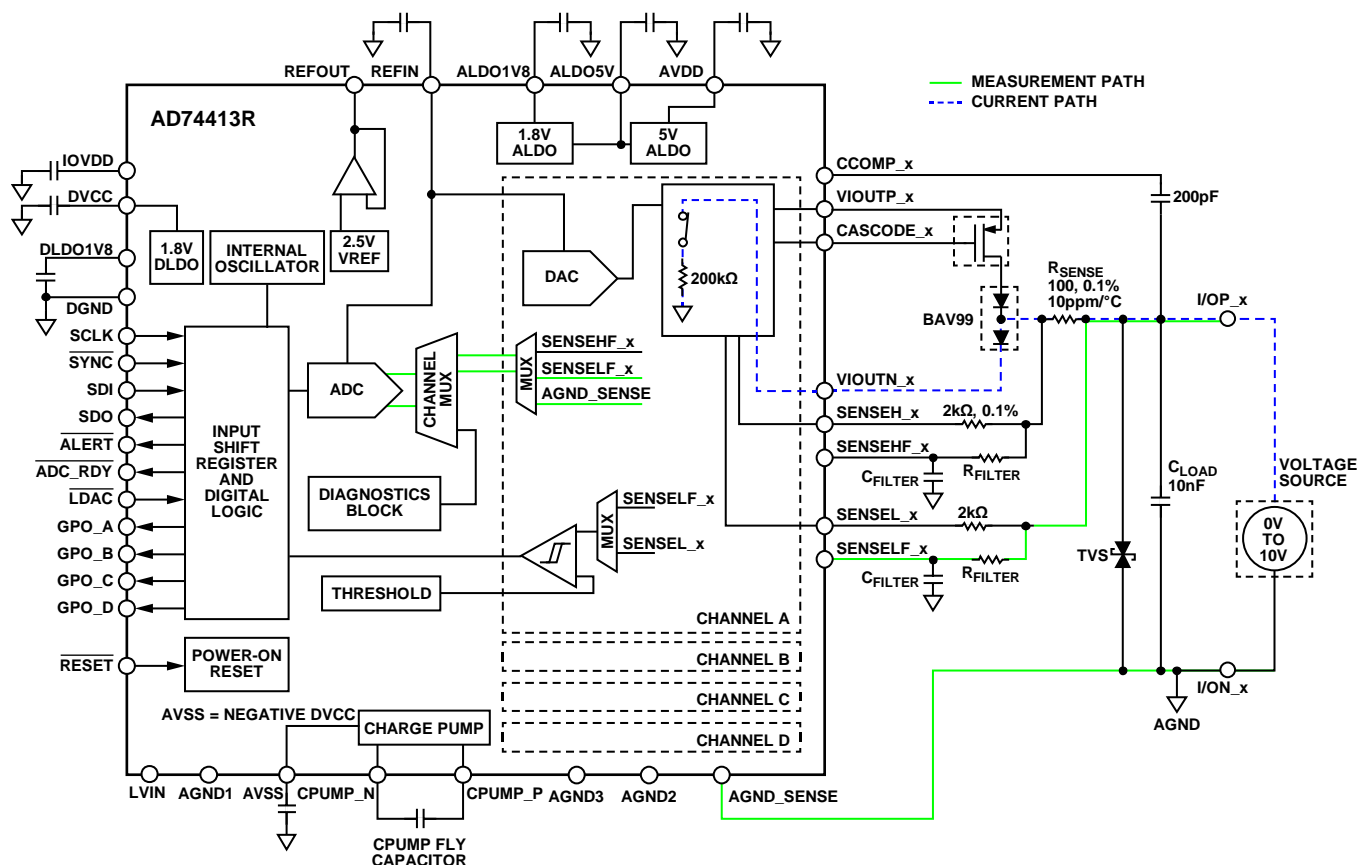 REFOUT
REFIN
ALDO1V8
ALDO5V
AVDD
MEASUREMENT PATH
CURRENT PATH
AD74413R
1.8V
ALDO
5V
ALDO
IOVDD
DVCC
DLDO1V8
DGND
1.8V
DLDO
INTERNAL
OSCILLATOR
2.5V
VREF
DAC
200kΩ
CCOMP_x
VIOUTP_x
CASCODE_x
200pF
RSENSE
100, 0.1%
10ppm/°C
I/OP_x
BAV99
SCLK
SYNC
SDI
SDO
ALERT
ADC_RDY
LDAC
GPO_A
GPO_B
GPO_C
GPO_D
RESET
INPUT
SHIFT
REGISTER
AND
DIGITAL
LOGIC
ADC
CHANNEL
MUX
MUX
SENSEHF_x
SENSELF_x
AGND_SENSE
VIOUTN_x
SENSEH_x
2kΩ, 0.1%
SENSEHF_x
CFILTER
RFILTER
SENSEL_x
2kΩ
SENSELF_x
CFILTER
RFILTER
CLOAD
10nF
TVS
VOLTAGE
SOURCE
0V
TO
10V
DIAGNOSTICS
BLOCK
MUX
SENSELF_x
SENSEL_x
THRESHOLD
CHANNEL A
CHANNEL B
CHANNEL C
CHANNEL D
POWER-ON
RESET
AVSS = NEGATIVE DVCC
CHARGE PUMP
I/ON_x
AGND
LVIN
AGND1
AVSS
CPUMP_N
CPUMP_P
AGND3
AGND2
AGND_SENSE
CPUMP FLY
CAPACITOR